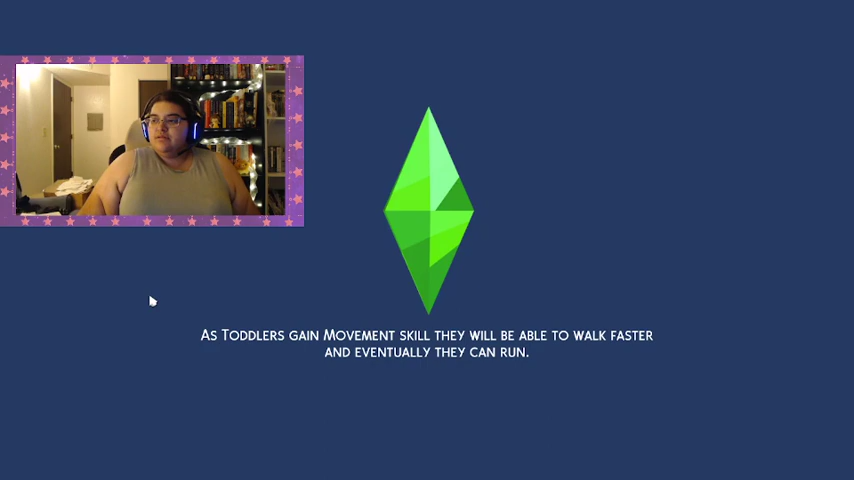 As Toddlers gain Movement skill they will be able to walk faster
and eventually they can run.